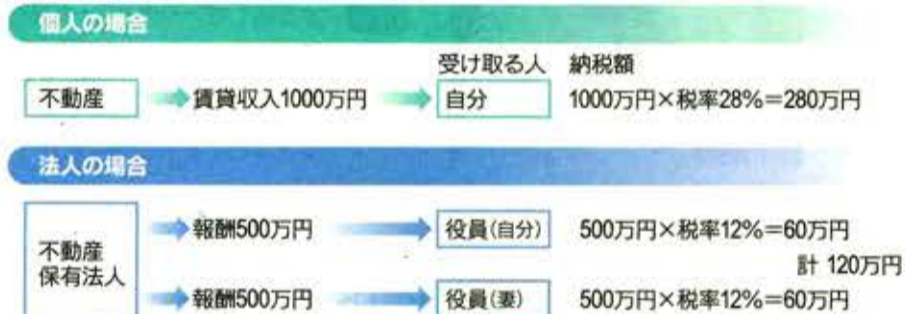 個人の場合
受け取る人 納税額
不動産 賃貸収入1000万円 自分 1000万円×税率28%=280万円
法人の場合
不動産
保有法人
報酬500万円 役員(自分) 500万円×税率12%=60万円
計 120万円
報酬500万円 役員(妻) 500万円×税率12%=60万円